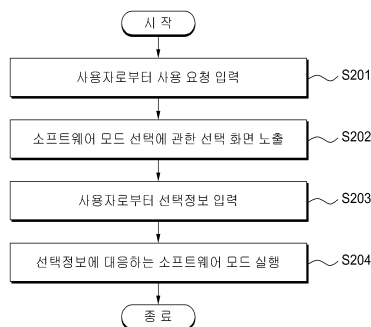 시 작
사용자로부터 사용 요청 입력
S201
소프트웨어 모드 선택에 관한 선택 화면 노출
S202
사용자로부터 선택정보 입력
S203
선택정보에 대응하는 소프트웨어 모드 실행
S204
종 료